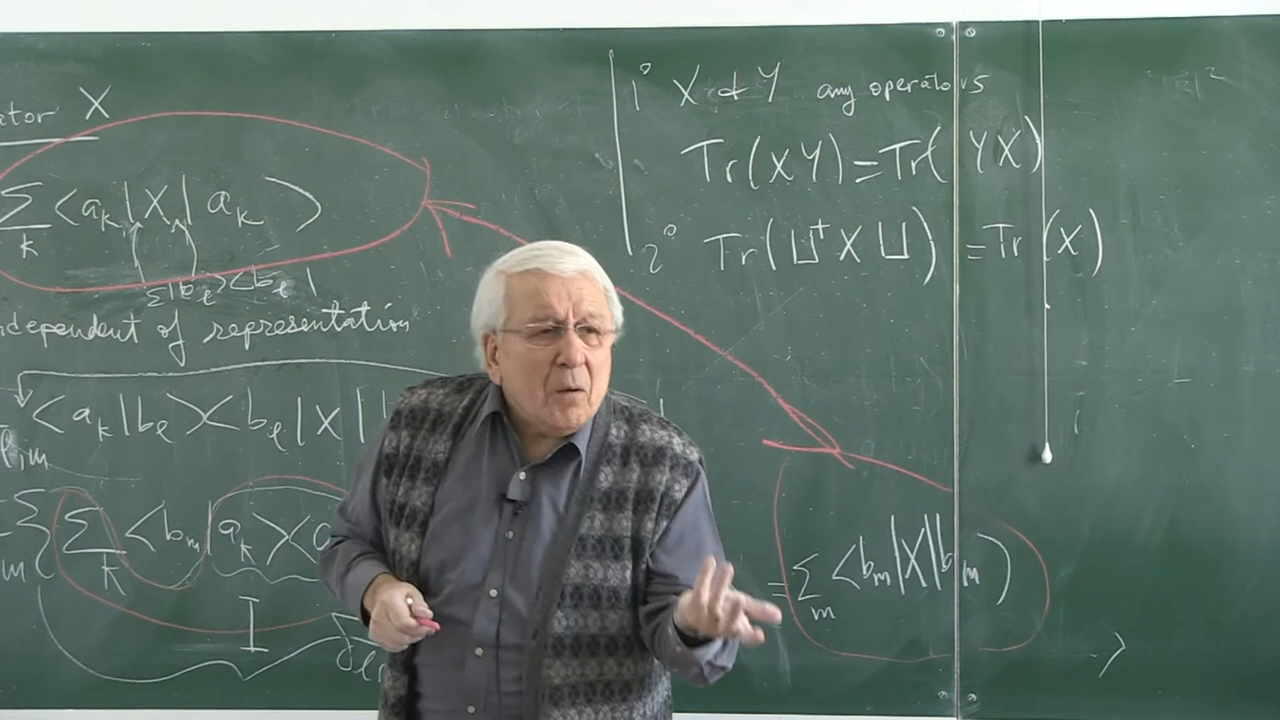 ator X
∑ <a_k|X|a_k>
k
∑|b_ℓ><b_ℓ|
dependent of representation
<a_k|b_ℓ><b_ℓ|X|
ℓ,m
∑ { ∑ <b_m|a_k><a
m k
I
δ
1° X & Y any operators
Tr(XY)=Tr(YX)
2° Tr(U†XU)=Tr(X)
=∑ <b_m|X|b_m>
m